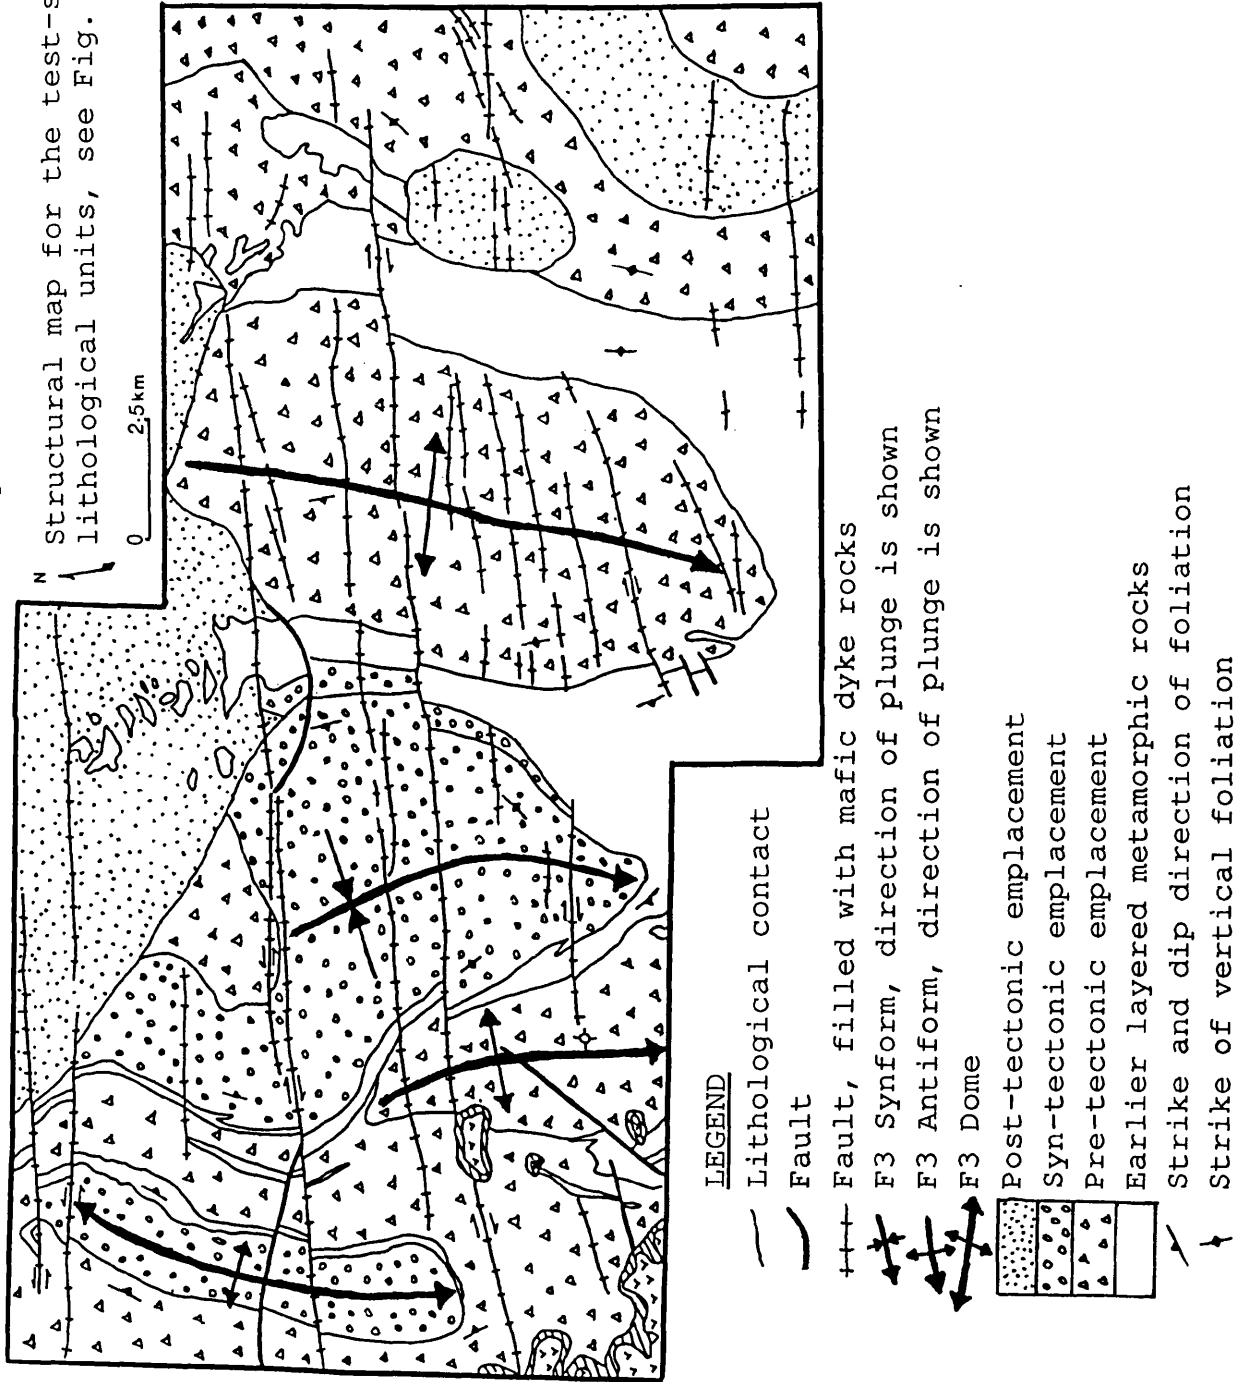 Structural map for the test-s
lithological units, see Fig.
N
0 2.5km
LEGEND
Lithological contact
Fault
Fault, filled with mafic dyke rocks
F3 Synform, direction of plunge is shown
F3 Antiform, direction of plunge is shown
F3 Dome
Post-tectonic emplacement
Syn-tectonic emplacement
Pre-tectonic emplacement
Earlier layered metamorphic rocks
Strike and dip direction of foliation
Strike of vertical foliation